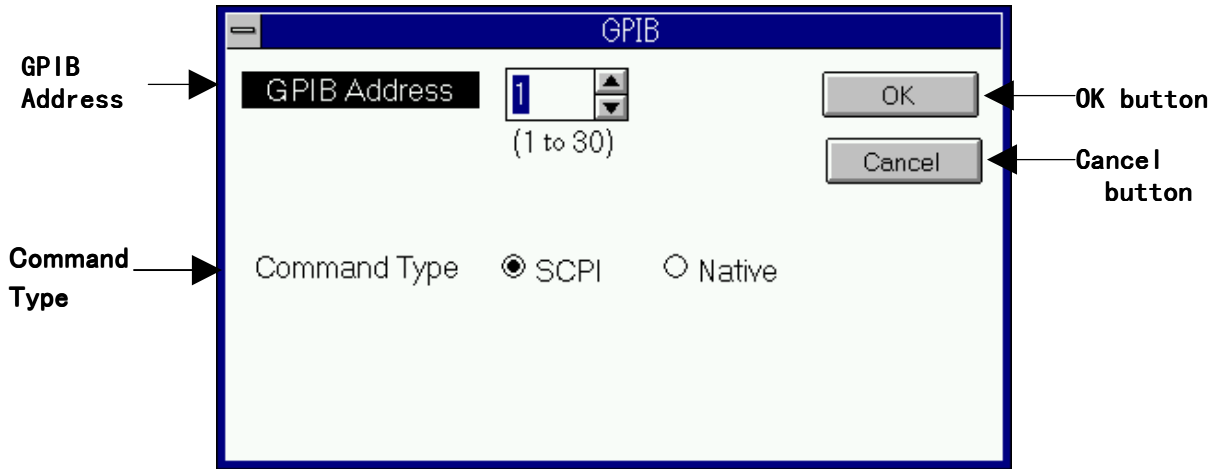 GPIB
GPIB
Address
GPIB Address
1
(1 to 30)
OK
OK button
Cancel
Cancel
button
Command
Type
Command Type
SCPI
Native